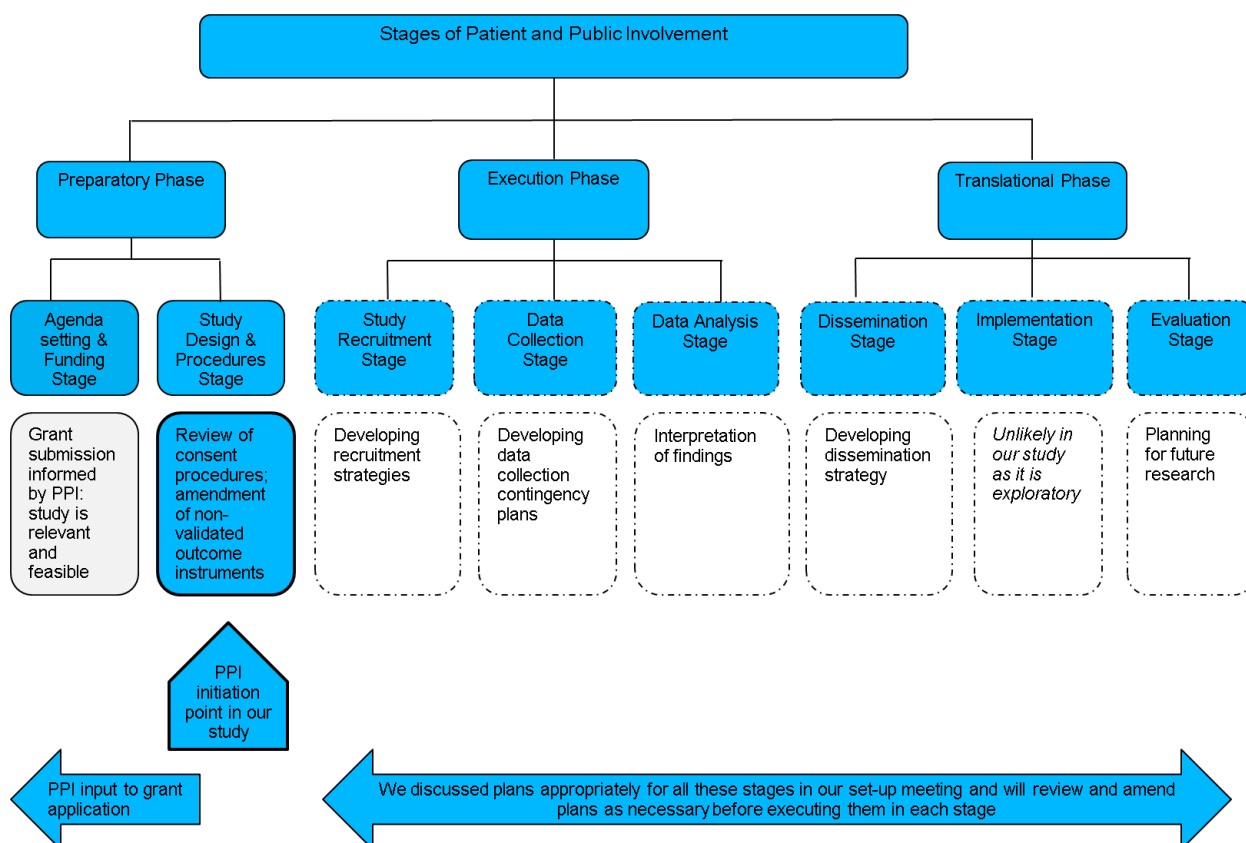 Stages of Patient and Public Involvement
Preparatory Phase
Execution Phase
Translational Phase
Agenda
setting &
Funding
Stage
Study
Design &
Procedures
Stage
Study
Recruitment
Stage
Data
Collection
Stage
Data Analysis
Stage
Dissemination
Stage
Implementation
Stage
Evaluation
Stage
Grant
submission
informed
by PPI:
study is
relevant
and
feasible
Review of
consent
procedures;
amendment
of non-
validated
outcome
instruments
Developing
recruitment
strategies
Developing
data
collection
contingency
plans
Interpretation
of findings
Developing
dissemination
strategy
Unlikely in
our study
as it is
exploratory
Planning
for future
research
PPI
initiation
point in our
study
PPI input to grant
application
We discussed plans appropriately for all these stages in our set-up meeting and will review and amend
plans as necessary before executing them in each stage